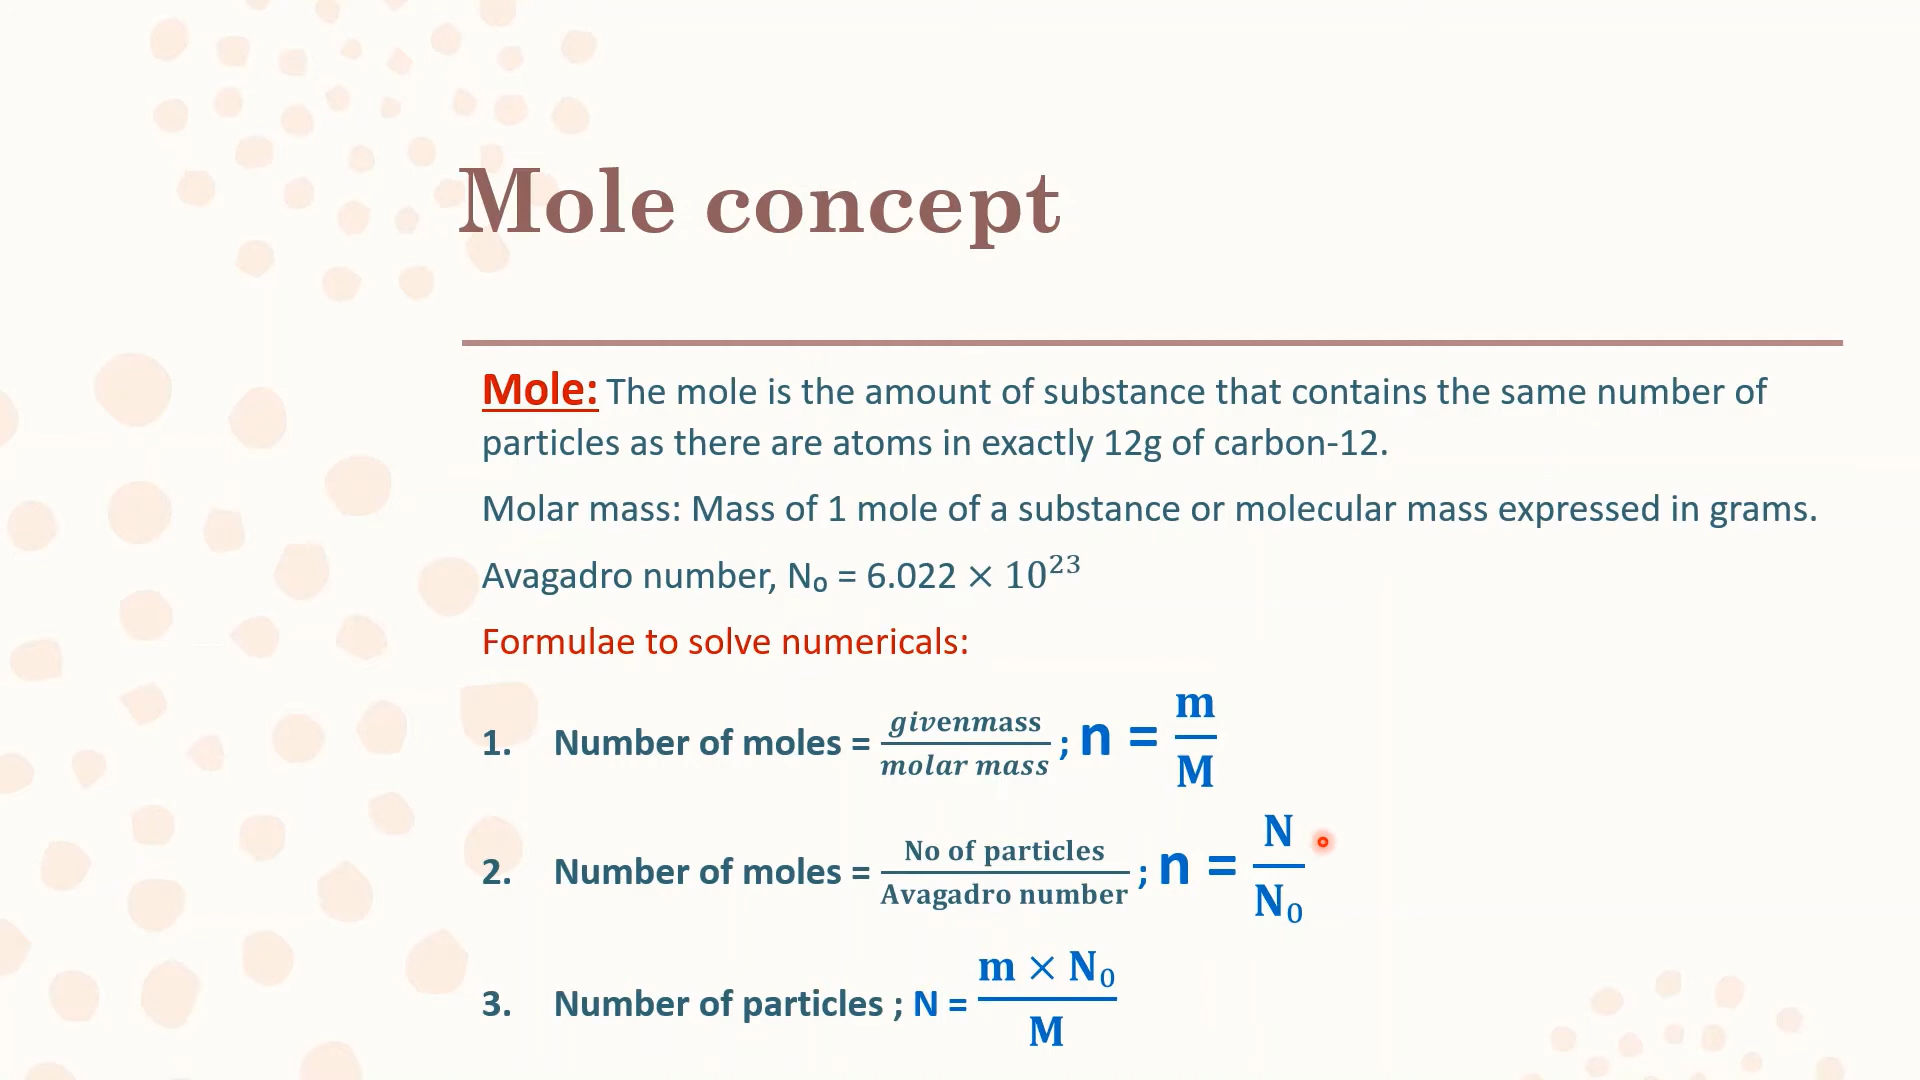 Mole concept
Mole: The mole is the amount of substance that contains the same number of
particles as there are atoms in exactly 12g of carbon-12.
Molar mass: Mass of 1 mole of a substance or molecular mass expressed in grams.
Avagadro number, N₀ = 6.022 × 10²³
Formulae to solve numericals:
1. Number of moles = givenmass / molar mass ; n = m / M
2. Number of moles = No of particles / Avagadro number ; n = N / N₀
3. Number of particles ; N = m × N₀ / M